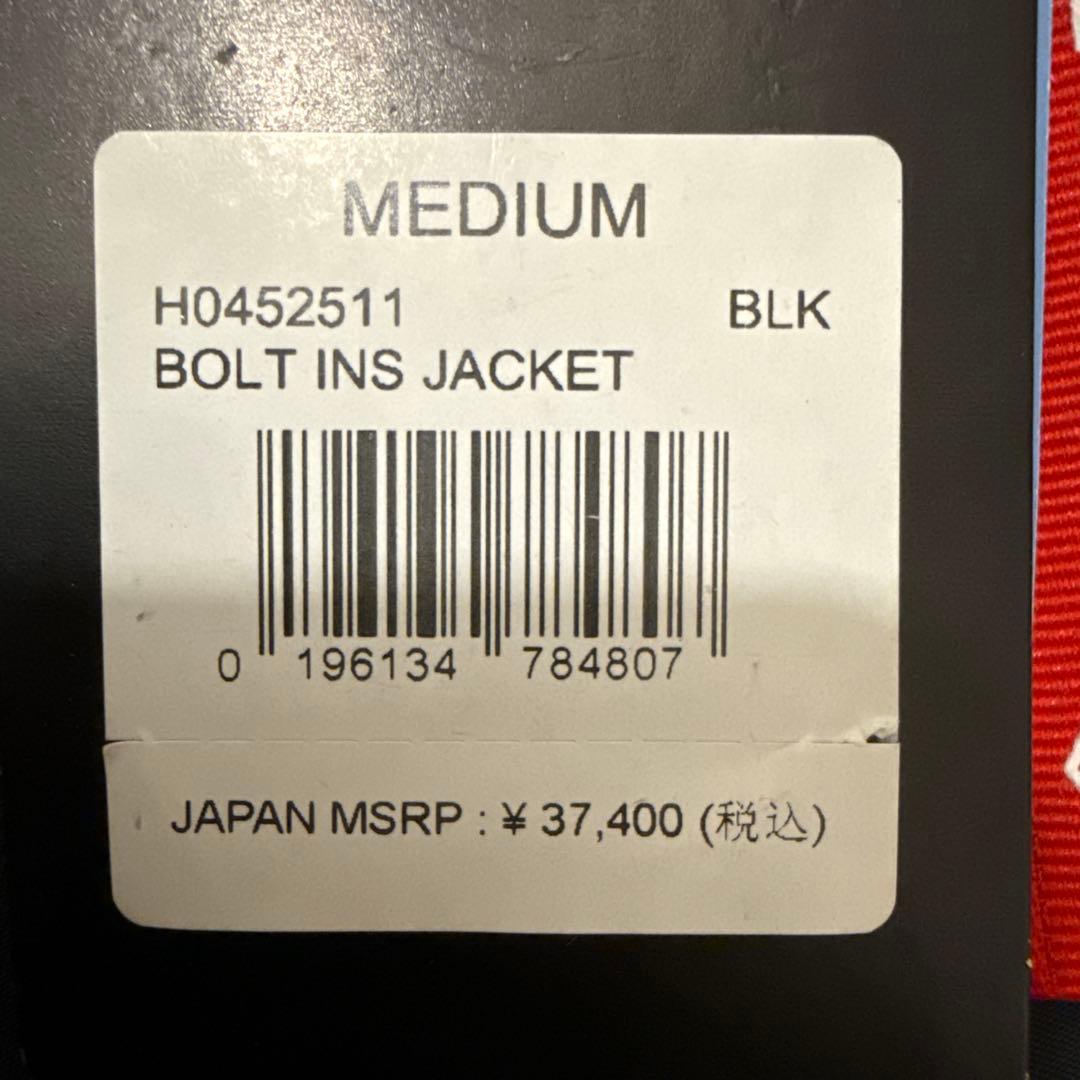 MEDIUM
H0452511 BLK
BOLT INS JACKET
0 196134 784807
JAPAN MSRP : ¥ 37,400 (税込)